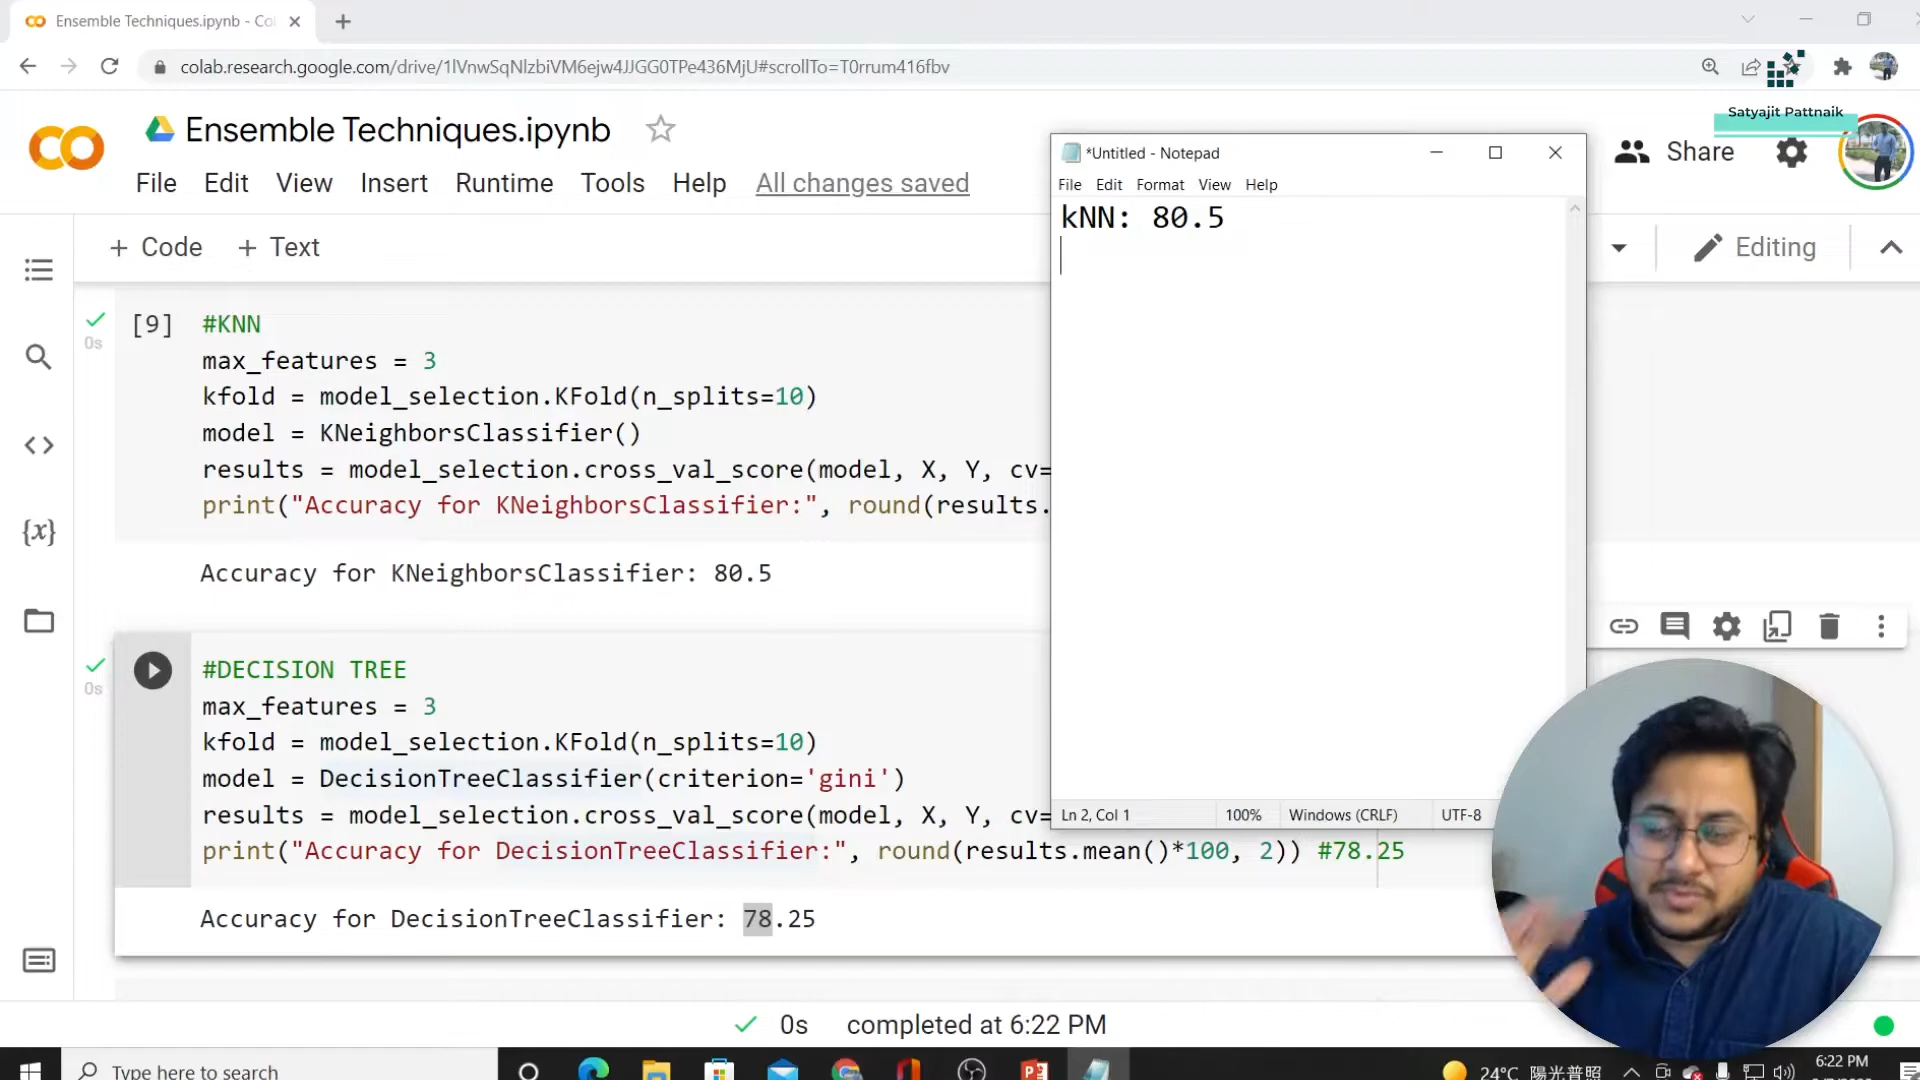 Ensemble Techniques.ipynb - Co
colab.research.google.com/drive/1lVnwSqNlzbiVM6ejw4JJGG0TPe436MjU#scrollTo=T0rrum416fbv
Satyajit Pattnaik
Ensemble Techniques.ipynb
File Edit View Insert Runtime Tools Help All changes saved
Share
+ Code + Text
Editing
*Untitled - Notepad
File Edit Format View Help
kNN: 80.5
Ln 2, Col 1 100% Windows (CRLF) UTF-8
[9] #KNN
0s
max_features = 3
kfold = model_selection.KFold(n_splits=10)
model = KNeighborsClassifier()
results = model_selection.cross_val_score(model, X, Y, cv=
print("Accuracy for KNeighborsClassifier:", round(results.
Accuracy for KNeighborsClassifier: 80.5
#DECISION TREE
0s
max_features = 3
kfold = model_selection.KFold(n_splits=10)
model = DecisionTreeClassifier(criterion='gini')
results = model_selection.cross_val_score(model, X, Y, cv=
print("Accuracy for DecisionTreeClassifier:", round(results.mean()*100, 2)) #78.25
Accuracy for DecisionTreeClassifier: 78.25
0s completed at 6:22 PM
Type here to search
24°C 陽光普照
6:22 PM